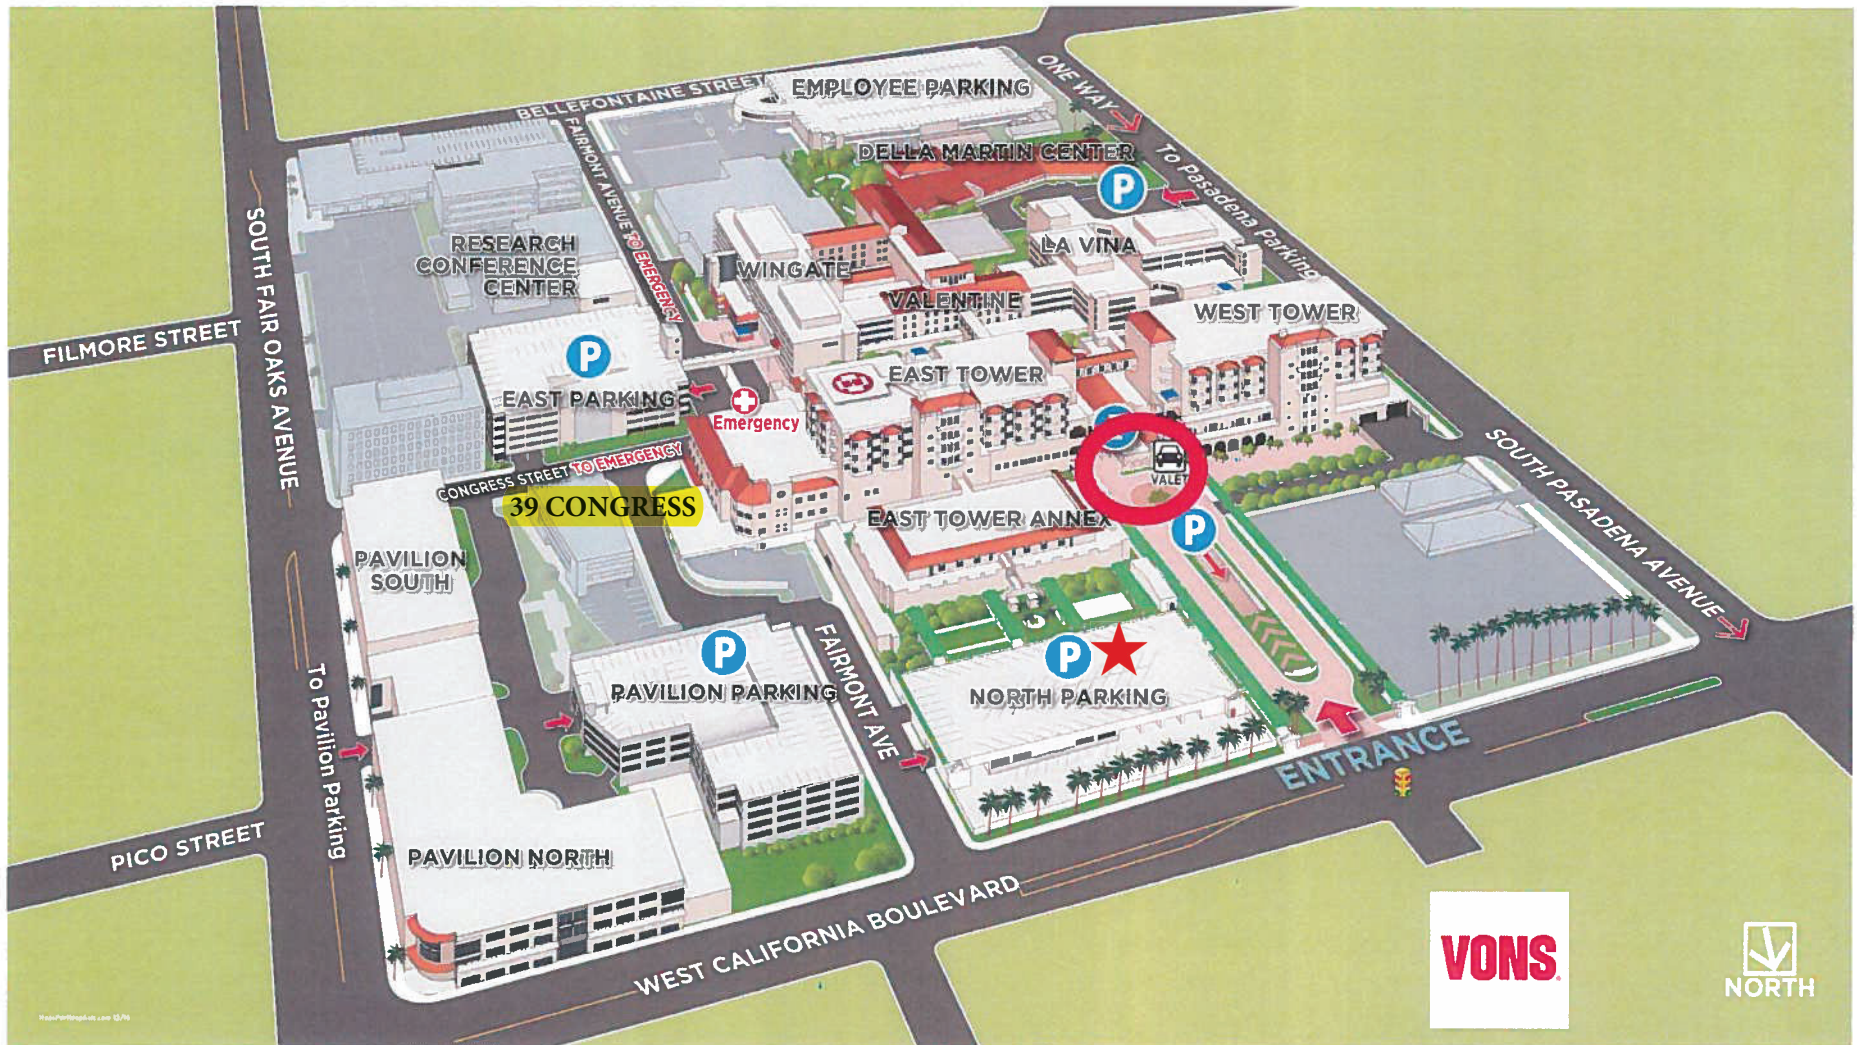 EMPLOYEE PARKING
ONE WAY
BELLEFONTAINE STREET
DELLA MARTIN CENTER
P
To Pasadena Parking
FAIRMONT AVENUE TO EMERGENCY
SOUTH FAIR OAKS AVENUE
RESEARCH
CONFERENCE
CENTER
WINGATE
LA VINA
VALENTINE
WEST TOWER
FILMORE STREET
P
EAST PARKING
EAST TOWER
H
Emergency
CONGRESS STREET TO EMERGENCY
39 CONGRESS
VALET
EAST TOWER ANNEX
P
SOUTH PASADENA AVENUE
PAVILION
SOUTH
P
PAVILION PARKING
FAIRMONT AVE
P
NORTH PARKING
To Pavilion Parking
ENTRANCE
PICO STREET
PAVILION NORTH
WEST CALIFORNIA BOULEVARD
VONS.
NORTH